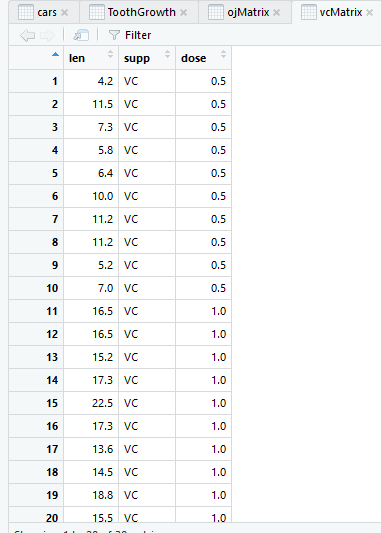 cars × ToothGrowth × ojMatrix × vcMatrix
Filter
len supp dose
1 4.2 VC 0.5
2 11.5 VC 0.5
3 7.3 VC 0.5
4 5.8 VC 0.5
5 6.4 VC 0.5
6 10.0 VC 0.5
7 11.2 VC 0.5
8 11.2 VC 0.5
9 5.2 VC 0.5
10 7.0 VC 0.5
11 16.5 VC 1.0
12 16.5 VC 1.0
13 15.2 VC 1.0
14 17.3 VC 1.0
15 22.5 VC 1.0
16 17.3 VC 1.0
17 13.6 VC 1.0
18 14.5 VC 1.0
19 18.8 VC 1.0
20 15.5 VC 1.0